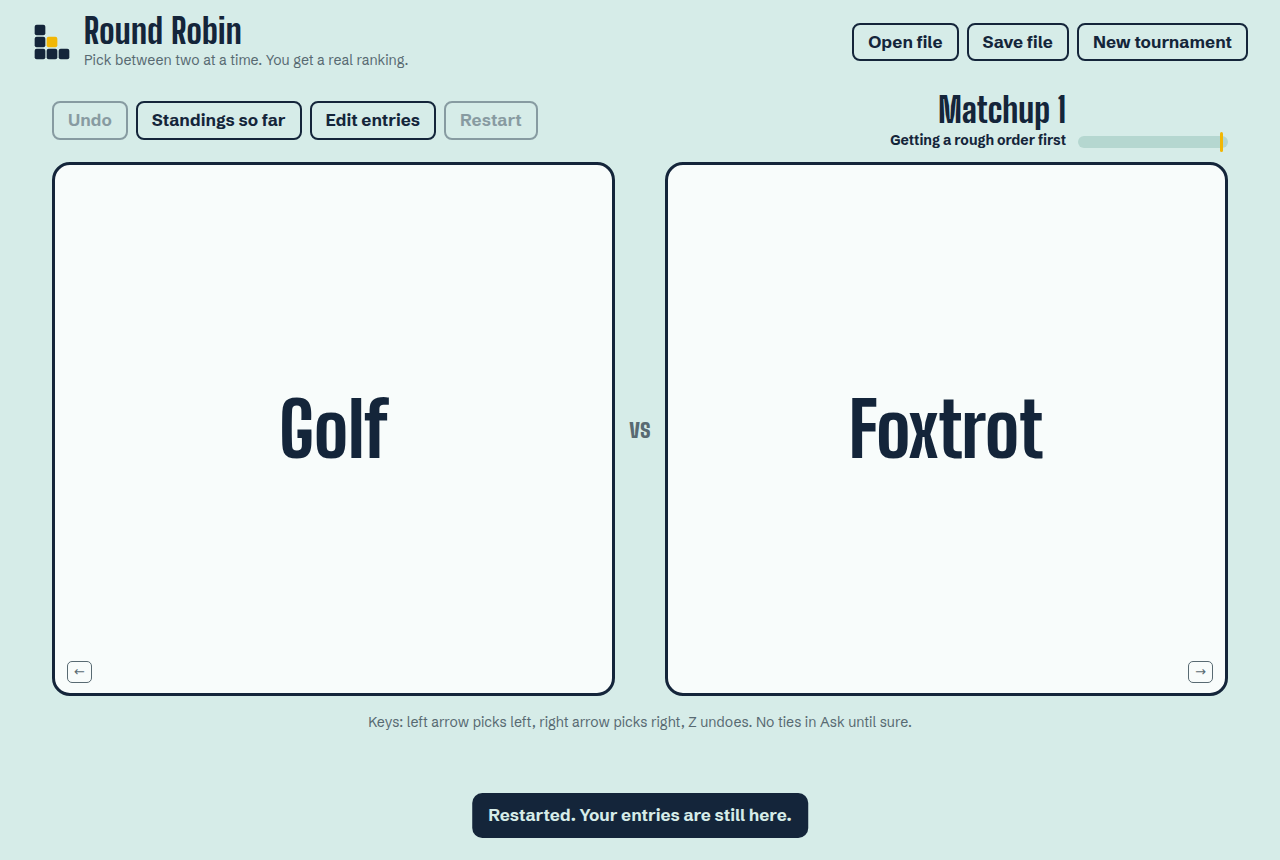 Round Robin
Pick between two at a time. You get a real ranking.
Open file
Save file
New tournament
Undo
Standings so far
Edit entries
Restart
Matchup 1
Getting a rough order first
Golf
vs
Foxtrot
←
→
Keys: left arrow picks left, right arrow picks right, Z undoes. No ties in Ask until sure.
Restarted. Your entries are still here.